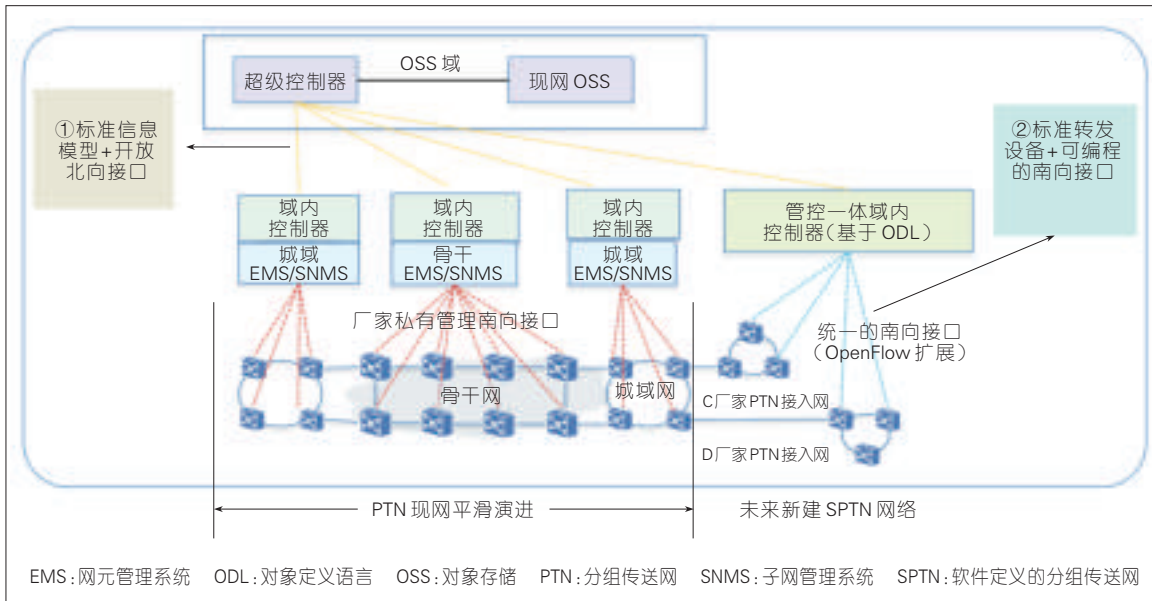 OSS 域
超级控制器
现网 OSS
①标准信息
模型+开放
北向接口
②标准转发
设备+可编程
的南向接口
域内
控制器
城域
EMS/SNMS
域内
控制器
骨干
EMS/SNMS
域内
控制器
城域
EMS/SNMS
管控一体域内
控制器(基于 ODL)
厂家私有管理南向接口
统一的南向接口
(OpenFlow 扩展)
骨干网
城域网
C厂家PTN接入网
D厂家PTN接入网
PTN 现网平滑演进
未来新建 SPTN 网络
EMS:网元管理系统 ODL:对象定义语言 OSS:对象存储 PTN:分组传送网 SNMS:子网管理系统 SPTN:软件定义的分组传送网